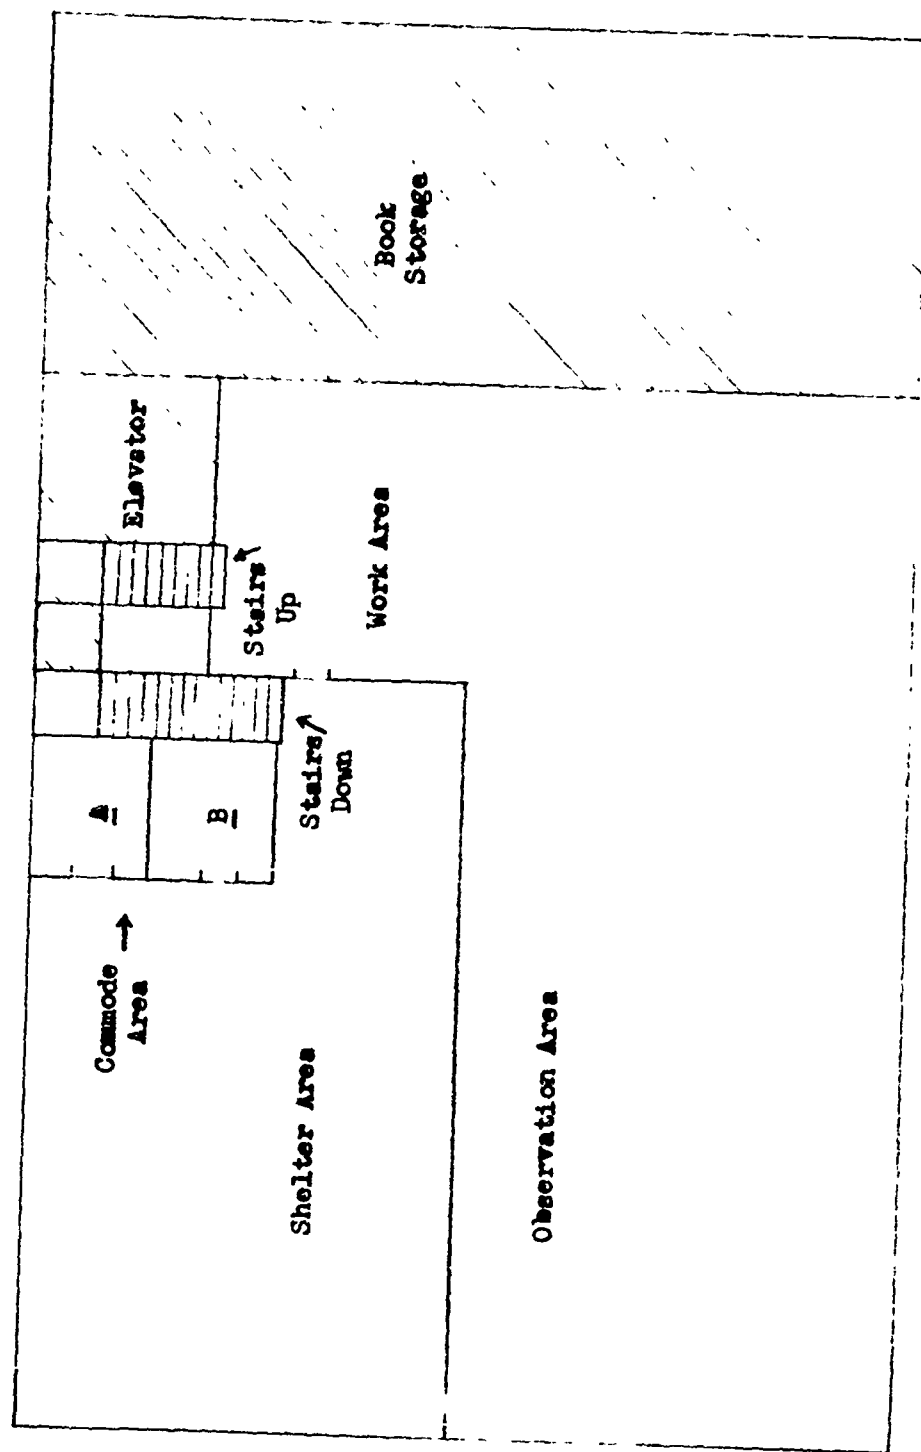 Commode
Area
A
B
Elevator
Stairs
Up
Stairs
Down
Shelter Area
Work Area
Book
Storage
Observation Area